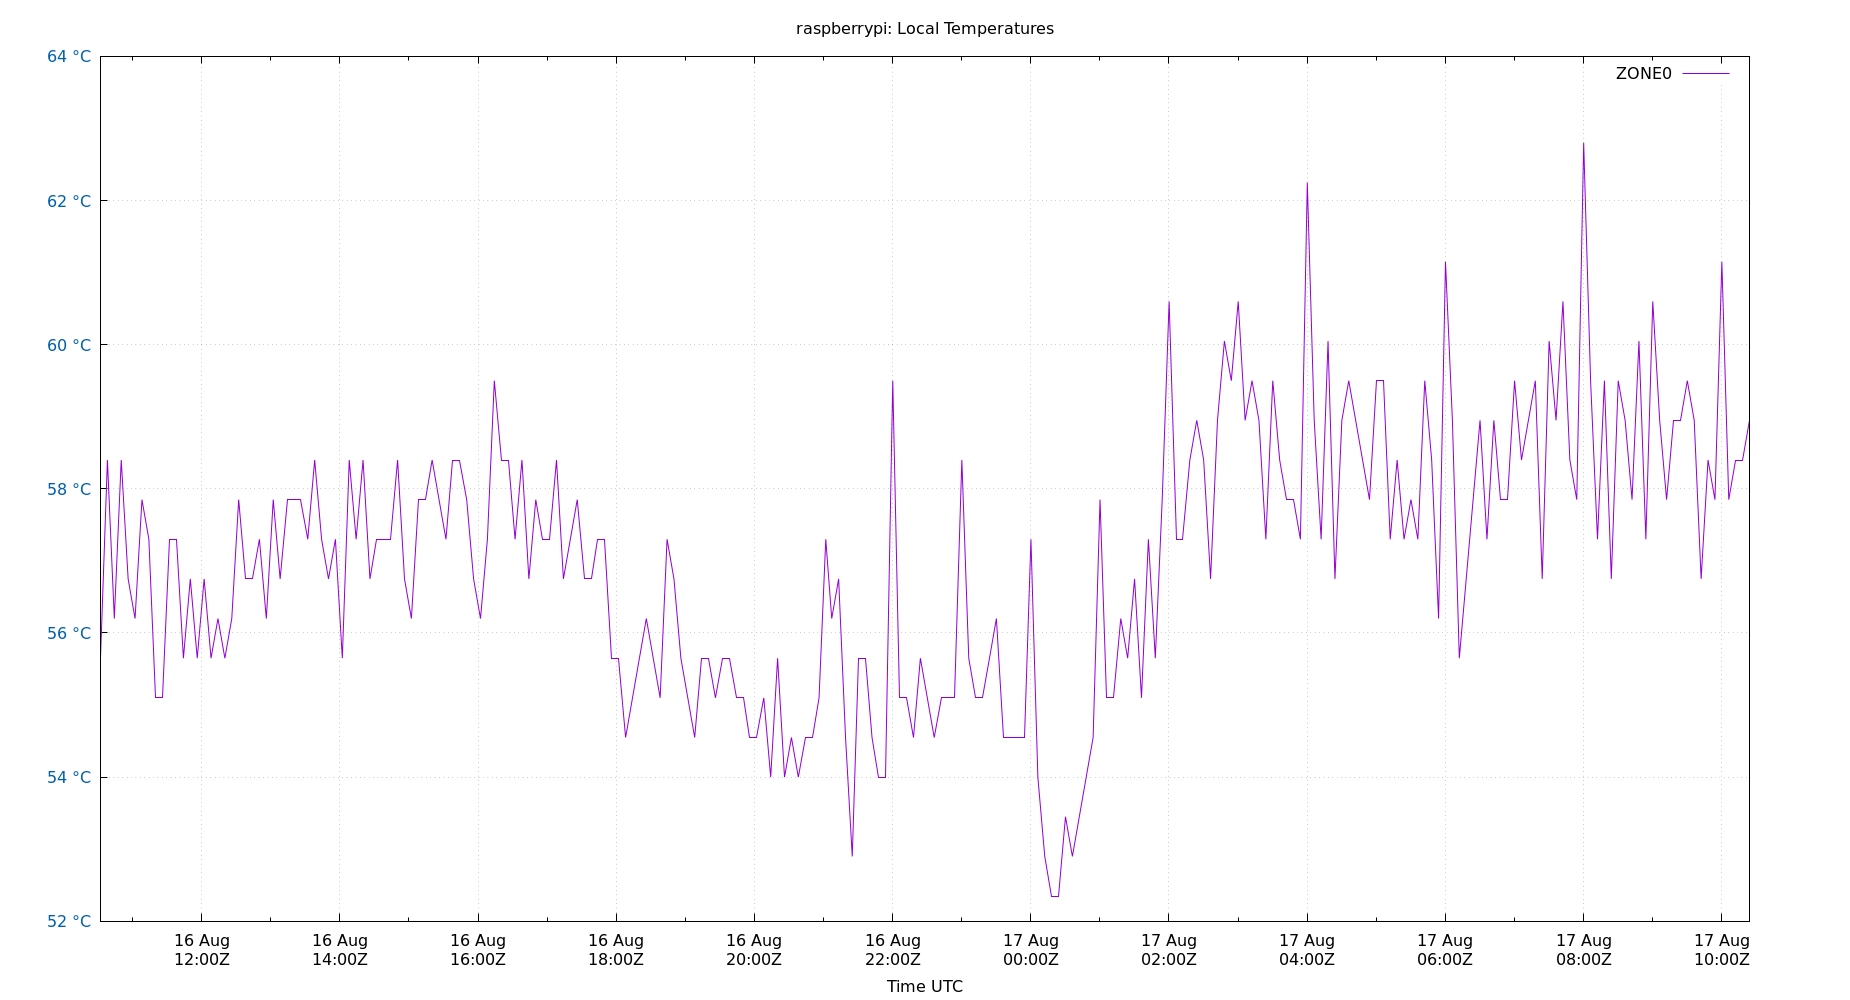 raspberrypi: Local Temperatures
64 °C
ZONE0
62 °C
60 °C
58 °C
56 °C
54 °C
52 °C
16 Aug 16 Aug 16 Aug 16 Aug 16 Aug 16 Aug 17 Aug 17 Aug 17 Aug 17 Aug 17 Aug 17 Aug
12:00Z 14:00Z 16:00Z 18:00Z 20:00Z 22:00Z 00:00Z 02:00Z 04:00Z 06:00Z 08:00Z 10:00Z
Time UTC